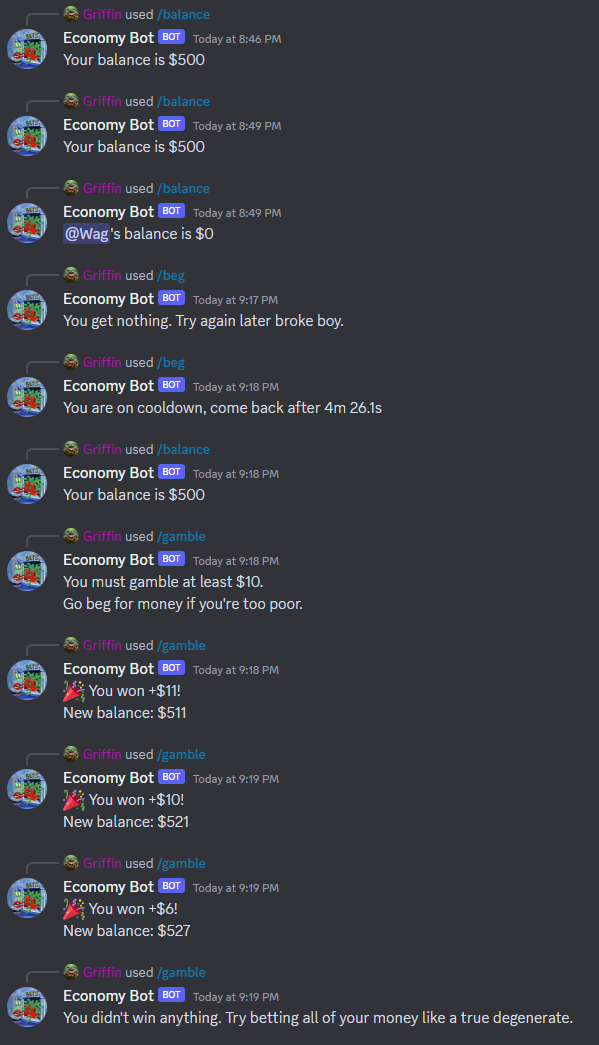 Griffin used /balance
Economy Bot BOT Today at 8:46 PM
Your balance is $500
Griffin used /balance
Economy Bot BOT Today at 8:49 PM
Your balance is $500
Griffin used /balance
Economy Bot BOT Today at 8:49 PM
@Wag's balance is $0
Griffin used /beg
Economy Bot BOT Today at 9:17 PM
You get nothing. Try again later broke boy.
Griffin used /beg
Economy Bot BOT Today at 9:18 PM
You are on cooldown, come back after 4m 26.1s
Griffin used /balance
Economy Bot BOT Today at 9:18 PM
Your balance is $500
Griffin used /gamble
Economy Bot BOT Today at 9:18 PM
You must gamble at least $10.
Go beg for money if you're too poor.
Griffin used /gamble
Economy Bot BOT Today at 9:18 PM
🎉 You won +$11!
New balance: $511
Griffin used /gamble
Economy Bot BOT Today at 9:19 PM
🎉 You won +$10!
New balance: $521
Griffin used /gamble
Economy Bot BOT Today at 9:19 PM
🎉 You won +$6!
New balance: $527
Griffin used /gamble
Economy Bot BOT Today at 9:19 PM
You didn't win anything. Try betting all of your money like a true degenerate.